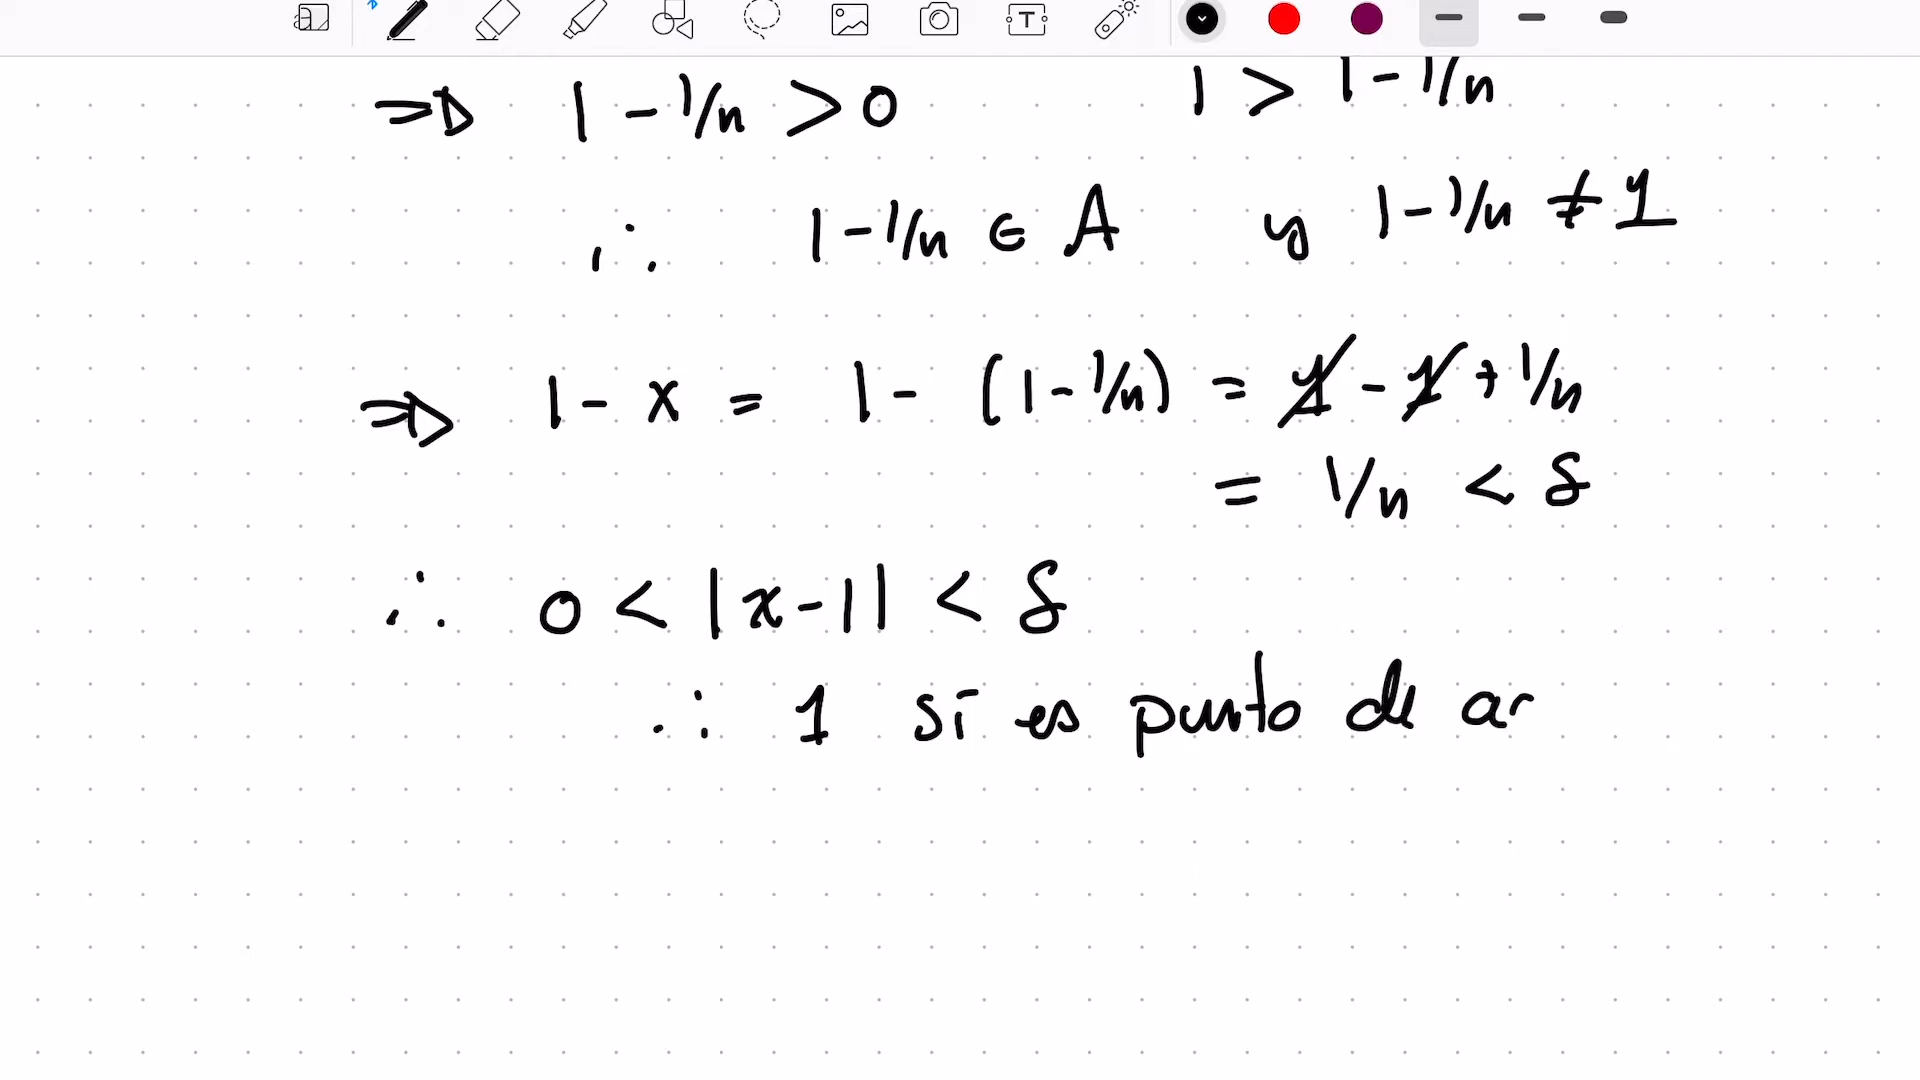 ⇒ 1 - 1/n > 0    1 > 1 - 1/n
∴ 1 - 1/n ∈ A y 1 - 1/n ≠ 1
⇒ 1 - x = 1 - (1 - 1/n) = 1 - 1 + 1/n
= 1/n < δ
∴ 0 < |x - 1| < δ
∴ 1 sí es punto de ar